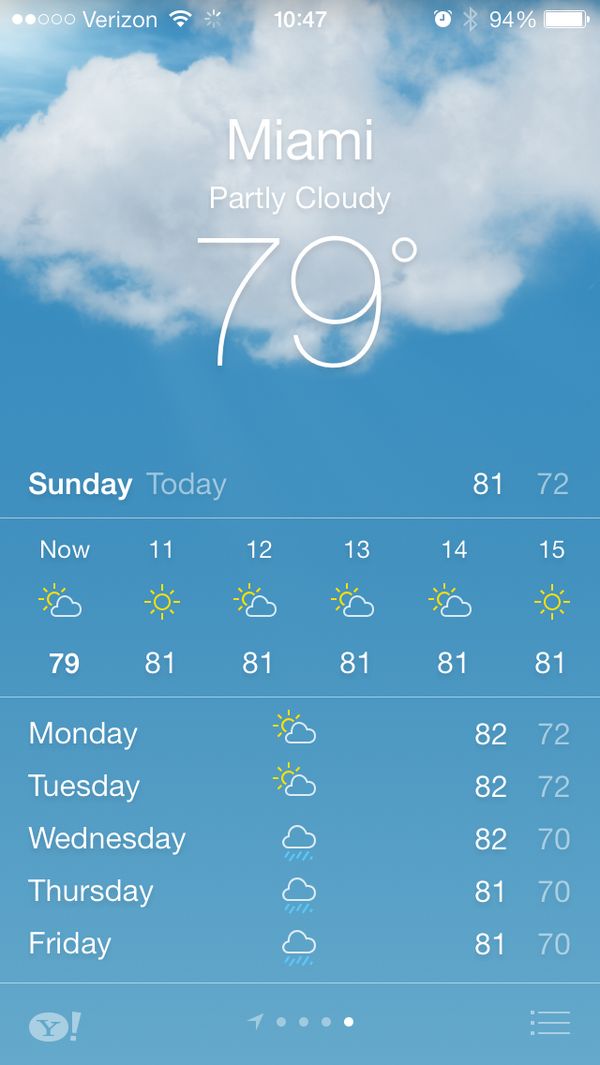 Verizon 10:47 94%
Miami
Partly Cloudy
79°
Sunday Today 81 72
Now 11 12 13 14 15
79 81 81 81 81 81
Monday 82 72
Tuesday 82 72
Wednesday 82 70
Thursday 81 70
Friday 81 70
Y!